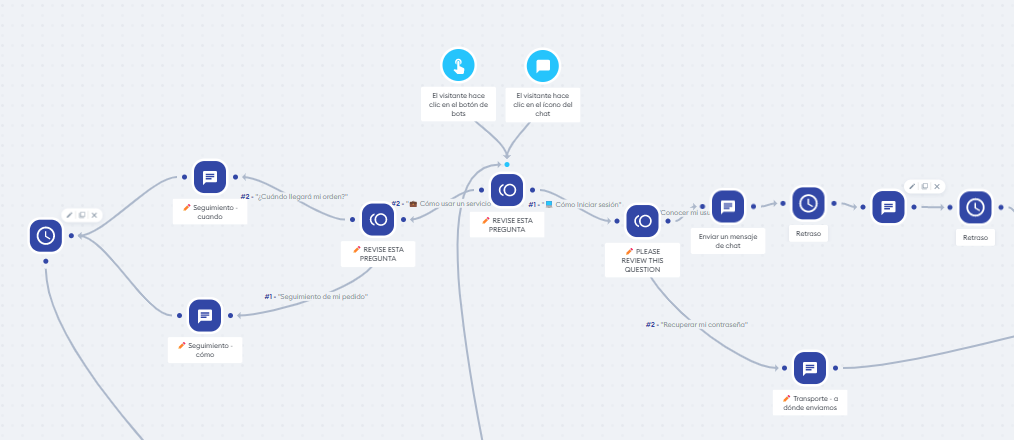 El visitante hace
clic en el botón de
bots
El visitante hace
clic en el ícono del
chat
#2 - "¿Cuándo llegará mi orden?"
#2 - "💼 Cómo usar un servicio
#1 - "📘 Cómo Iniciar sesión"
Conocer mi
Seguimiento -
cuando
REVISE ESTA
PREGUNTA
REVISE ESTA
PREGUNTA
PLEASE
REVIEW THIS
QUESTION
Enviar un mensaje
de chat
Retraso
Retraso
#1 - "Seguimiento de mi pedido"
#2 - "Recuperar mi contraseña"
Seguimiento -
cómo
Transporte - a
dónde enviamos